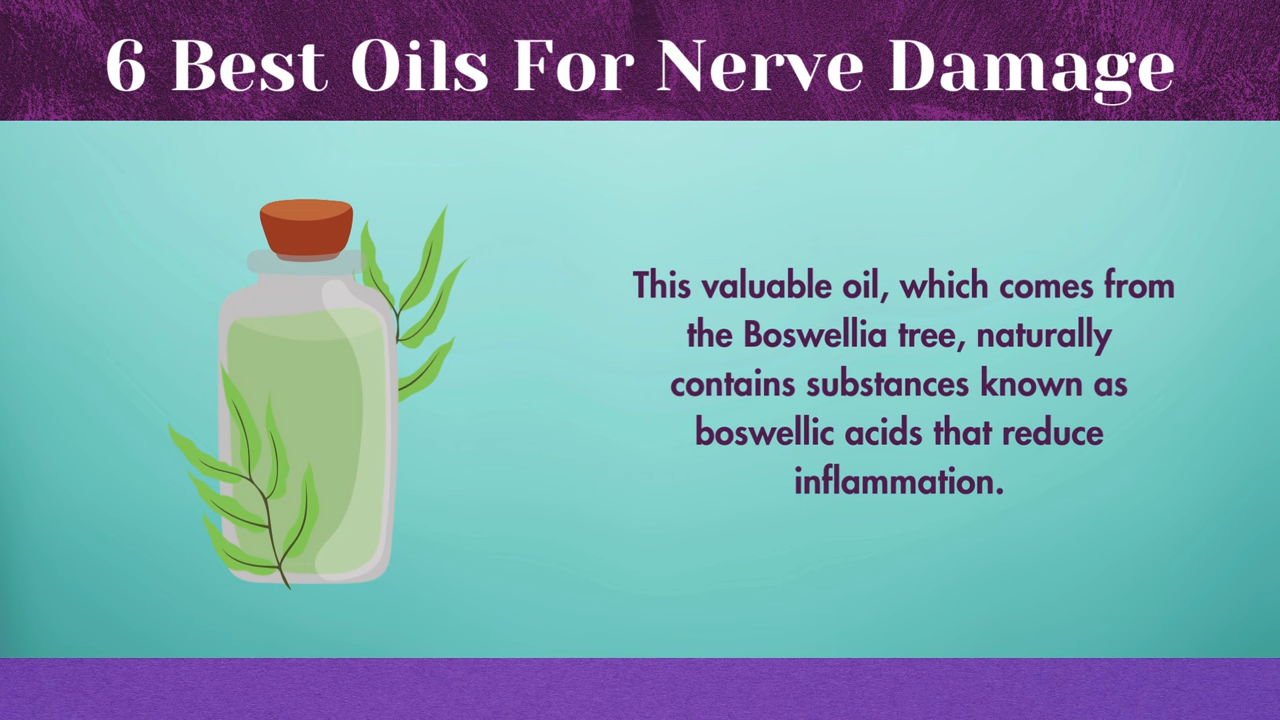 6 Best Oils For Nerve Damage
This valuable oil, which comes from
the Boswellia tree, naturally
contains substances known as
boswellic acids that reduce
inflammation.